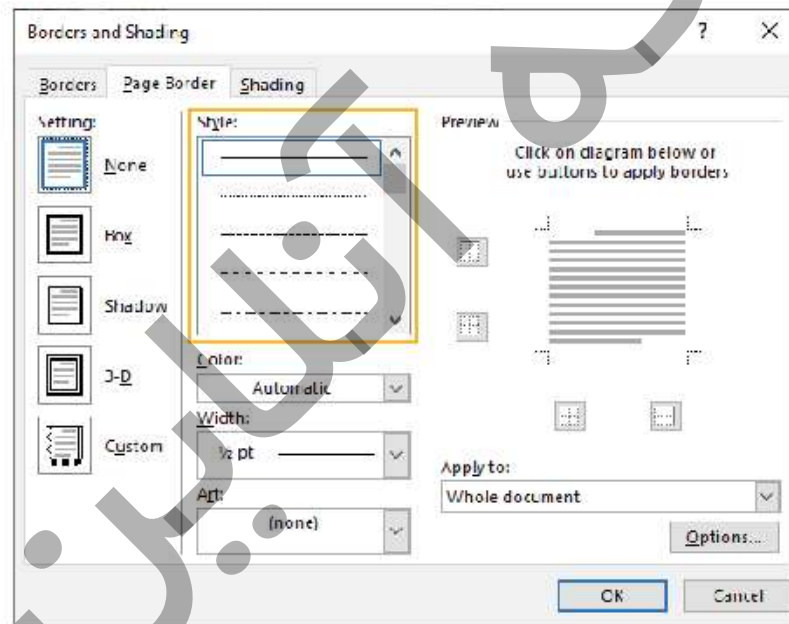 Borders and Shading ? X
Borders Page Border Shading
Setting:
None
Box
Shadow
3-D
Custom
Style:
Color:
Automatic
Width:
½ pt
Art:
(none)
Preview
Click on diagram below or
use buttons to apply borders
Apply to:
Whole document
Options...
OK Cancel